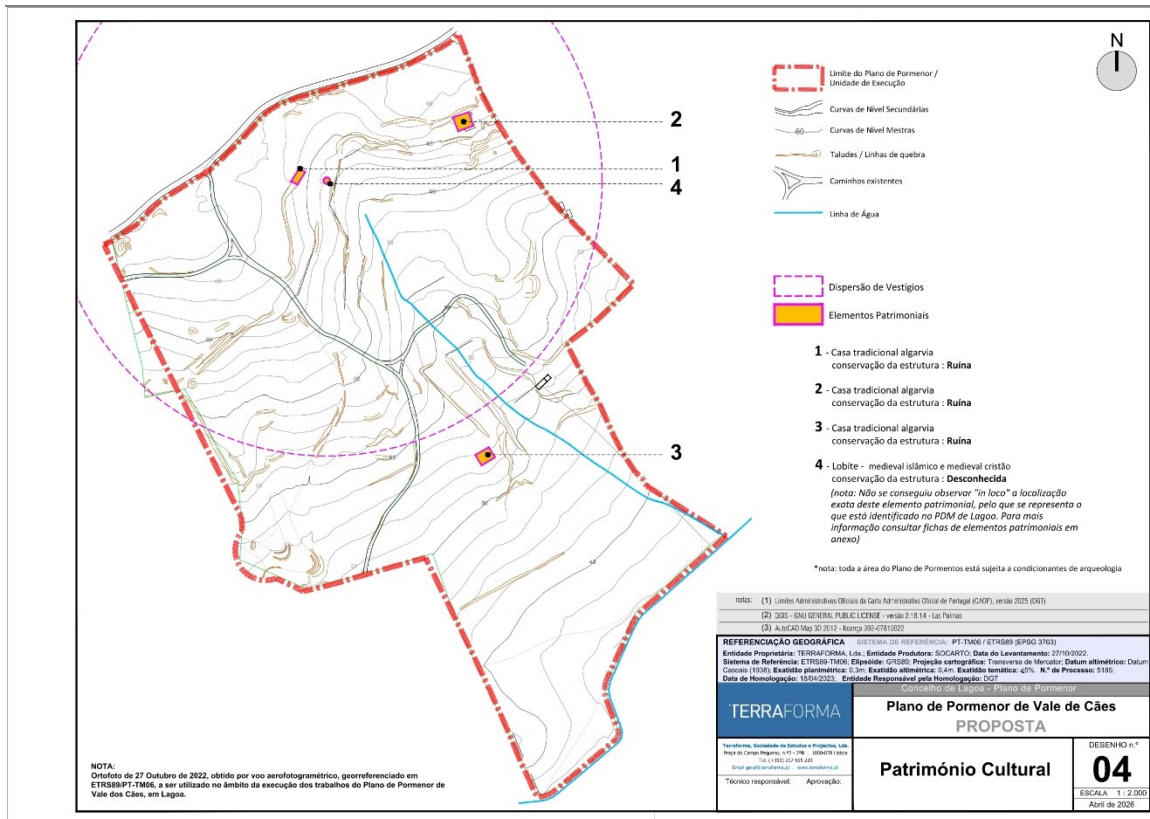 N
Limite do Plano de Pormenor /
Unidade de Execução
Curvas de Nível Secundárias
60
Curvas de Nível Mestras
Taludes / Linhas de quebra
Caminhos existentes
Linha de Água
Dispersão de Vestígios
Elementos Patrimoniais
1 - Casa tradicional algarvia
conservação da estrutura : Ruína
2 - Casa tradicional algarvia
conservação da estrutura : Ruína
3 - Casa tradicional algarvia
conservação da estrutura : Ruína
4 - Lobite - medieval islâmico e medieval cristão
conservação da estrutura : Desconhecida
(nota: Não se conseguiu observar "in loco" a localização
exata deste elemento patrimonial, pelo que se representa o
que está identificado no PDM de Lagoa. Para mais
informação consultar fichas de elementos patrimoniais em
anexo)
*nota: toda a área do Plano de Pormentos está sujeita a condicionantes de arqueologia
2
1
4
3
notas: (1) Limites Administrativos Oficiais da Carta Administrativa Oficial de Portugal (CAOP), versão 2025 (DGT)
(2) QGIS - GNU GENERAL PUBLIC LICENSE - versão 2.18.14 - Las Palmas
(3) AutoCAD Map 3D 2012 - licença
REFERENCIAÇÃO GEOGRÁFICA SISTEMA DE REFERÊNCIA: PT-TM06 / ETRS89 (EPSG 3763)
Entidade Proprietária: TERRAFORMA, Lda.; Entidade Produtora: SOCARTO; Data do Levantamento: 27/10/2022.
Sistema de Referência: ETRS89-TM06; Elipsóide: GRS80; Projeção cartográfica: Transversa de Mercator; Datum altimétrico: Datum
Cascais (1938); Exatidão planimétrica: 0,3m; Exatidão altimétrica: 0,4m. Exatidão temática: ≤5%. N.º de Processo: 5185;
Data de Homologação: 18/04/2023; Entidade Responsável pela Homologação: DGT
TERRAFORMA
Concelho de Lagoa - Plano de Pormenor
Plano de Pormenor de Vale de Cães
PROPOSTA
Terraforma, Sociedade de Estudos e Projectos, Lda.
Técnico responsável: Aprovação:
Património Cultural
DESENHO n.º
04
ESCALA 1 : 2.000
Abril de 2026
NOTA:
Ortofoto de 27 Outubro de 2022, obtido por voo aerofotogramétrico, georreferenciado em
ETRS89/PT-TM06, a ser utilizado no âmbito da execução dos trabalhos do Plano de Pormenor de
Vale dos Cães, em Lagoa.